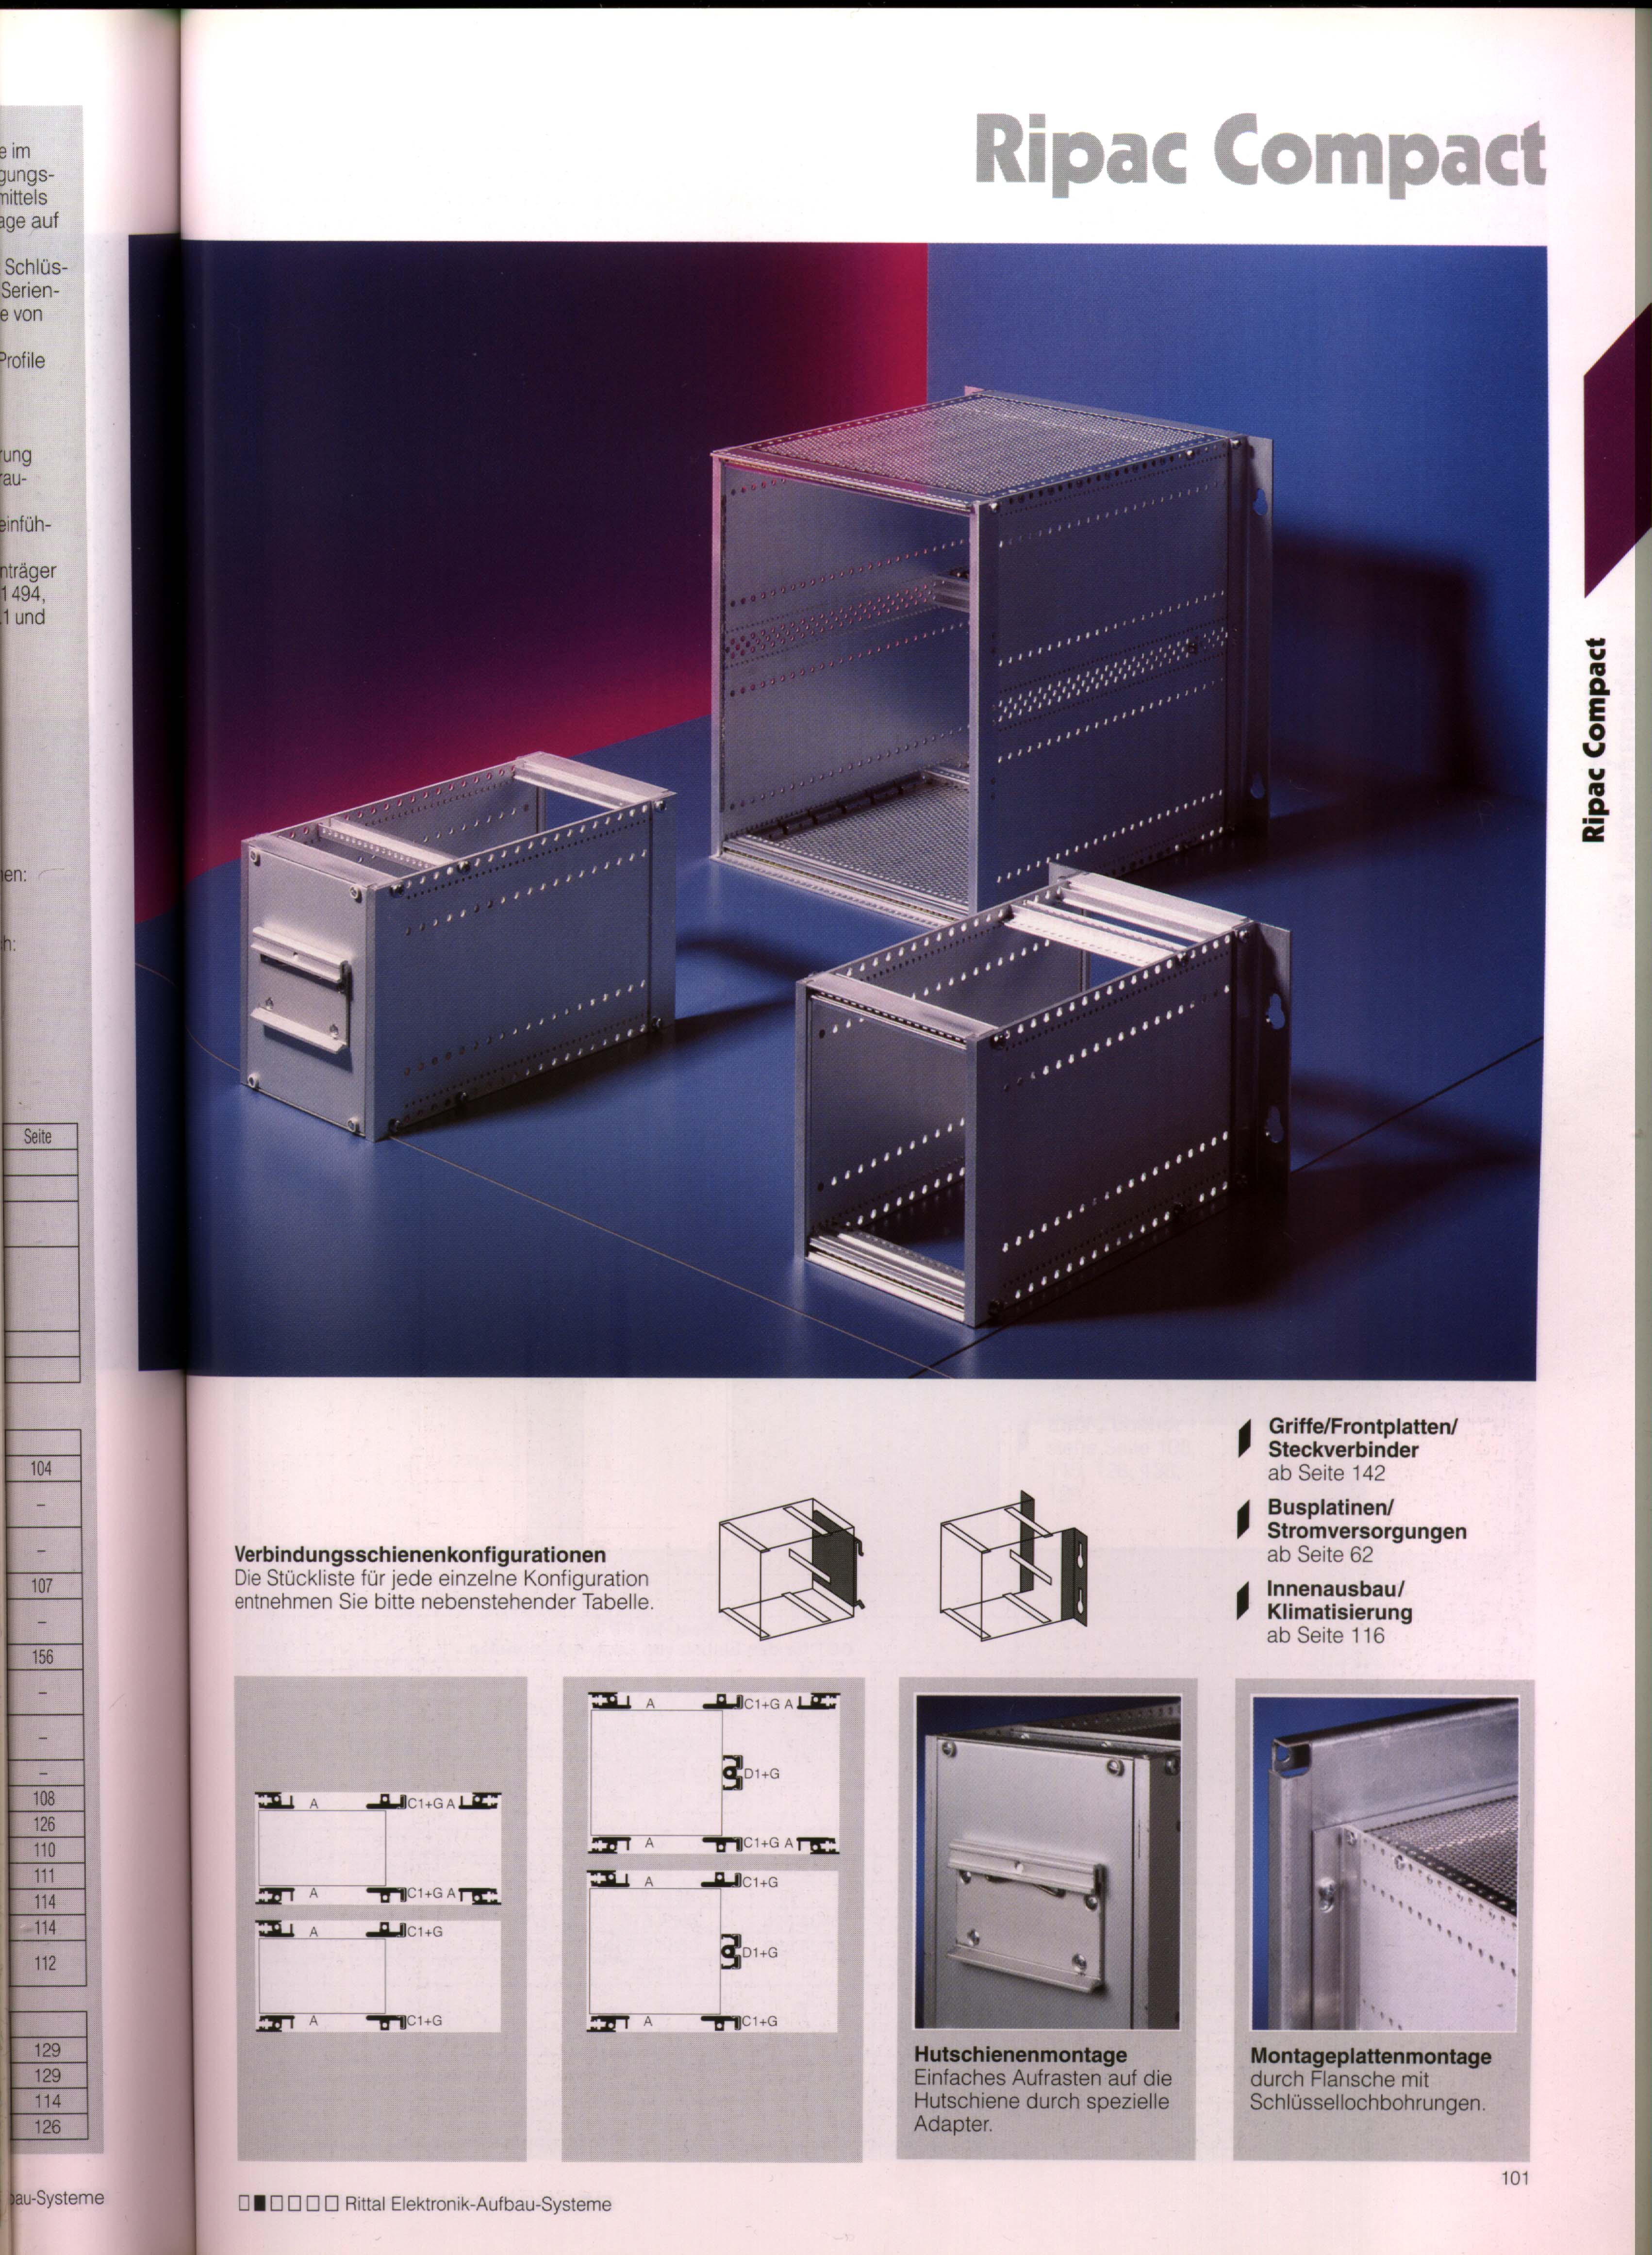 e im
gungs-
mittels
age auf
Schlüs-
Serien-
e von
Profile
rung
rau-
einfüh-
nträger
1 494,
.1 und
en:
h:
Seite
104
–
–
107
–
156
–
–
–
108
126
110
111
114
114
112
129
129
114
126
au-Systeme
Ripac Compact
Ripac Compact
Griffe/Frontplatten/
Steckverbinder
ab Seite 142
Busplatinen/
Stromversorgungen
ab Seite 62
Innenausbau/
Klimatisierung
ab Seite 116
Verbindungsschienenkonfigurationen
Die Stückliste für jede einzelne Konfiguration
entnehmen Sie bitte nebenstehender Tabelle.
A C1+G A
A C1+G A
A C1+G
A C1+G
A C1+G A
D1+G
A C1+G A
A C1+G
D1+G
A C1+G
Hutschienenmontage
Einfaches Aufrasten auf die
Hutschiene durch spezielle
Adapter.
Montageplattenmontage
durch Flansche mit
Schlüssellochbohrungen.
Rittal Elektronik-Aufbau-Systeme
101